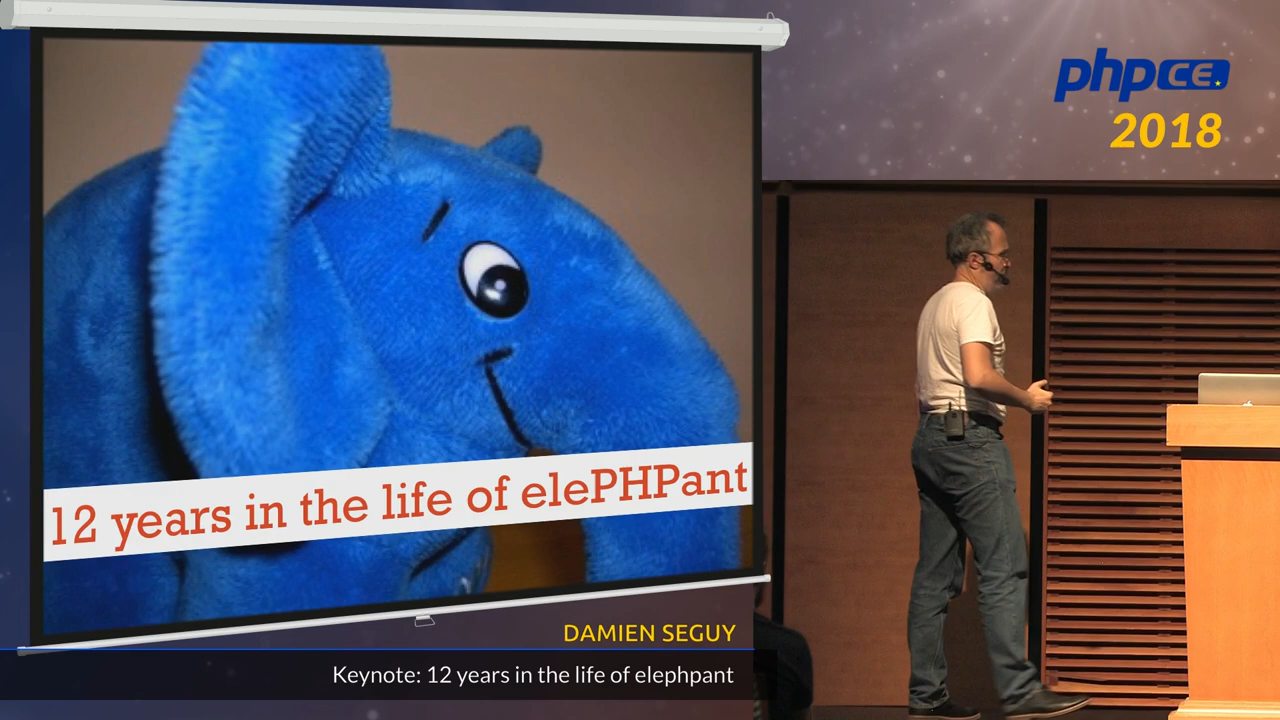 phpce.
2018
12 years in the life of elePHPant
DAMIEN SEGUY
Keynote: 12 years in the life of elephpant